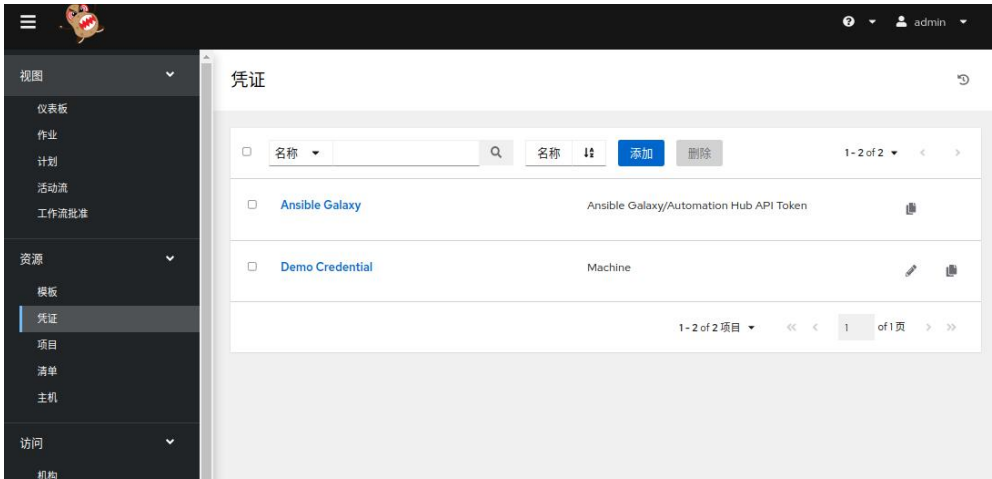 admin
视图
仪表板
作业
计划
活动流
工作流批准
资源
模板
凭证
项目
清单
主机
访问
机构
凭证
名称 名称 添加 删除 1 - 2 of 2
Ansible Galaxy Ansible Galaxy/Automation Hub API Token
Demo Credential Machine
1 - 2 of 2 项目 1 of 1 页